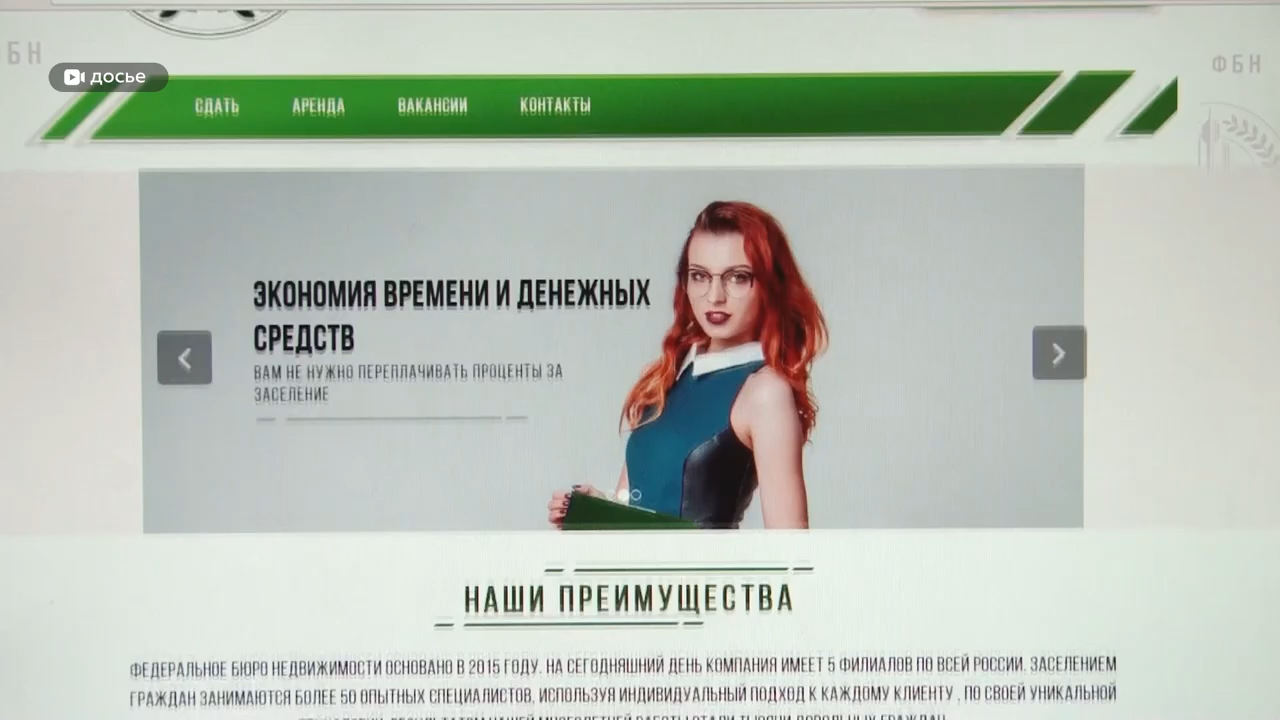 ФБН
ФБН
досье
СДАТЬ АРЕНДА ВАКАНСИИ КОНТАКТЫ
ЭКОНОМИЯ ВРЕМЕНИ И ДЕНЕЖНЫХ
СРЕДСТВ
ВАМ НЕ НУЖНО ПЕРЕПЛАЧИВАТЬ ПРОЦЕНТЫ ЗА
ЗАСЕЛЕНИЕ
НАШИ ПРЕИМУЩЕСТВА
ФЕДЕРАЛЬНОЕ БЮРО НЕДВИЖИМОСТИ ОСНОВАНО В 2015 ГОДУ. НА СЕГОДНЯШНИЙ ДЕНЬ КОМПАНИЯ ИМЕЕТ 5 ФИЛИАЛОВ ПО ВСЕЙ РОССИИ. ЗАСЕЛЕНИЕМ
ГРАЖДАН ЗАНИМАЮТСЯ БОЛЕЕ 50 ОПЫТНЫХ СПЕЦИАЛИСТОВ, ИСПОЛЬЗУЯ ИНДИВИДУАЛЬНЫЙ ПОДХОД К КАЖДОМУ КЛИЕНТУ , ПО СВОЕЙ УНИКАЛЬНОЙ